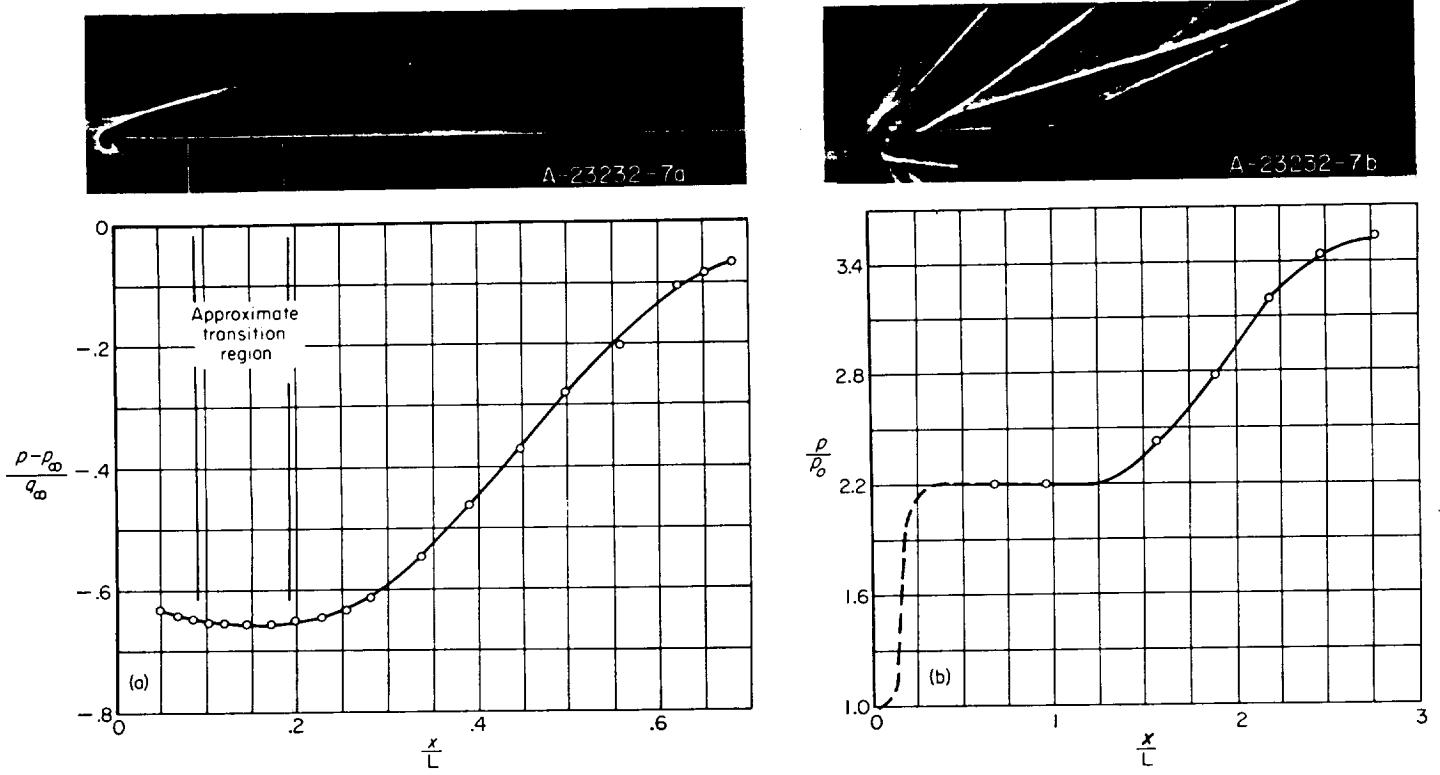 A-23232-7a
0
-.2
-.4
-.6
-.8
p-p∞
q∞
Approximate
transition
region
(a)
0
.2
.4
.6
x
L
A-23232-7b
3.4
2.8
2.2
1.6
1.0
p
p₀
(b)
0
1
2
3
x
L